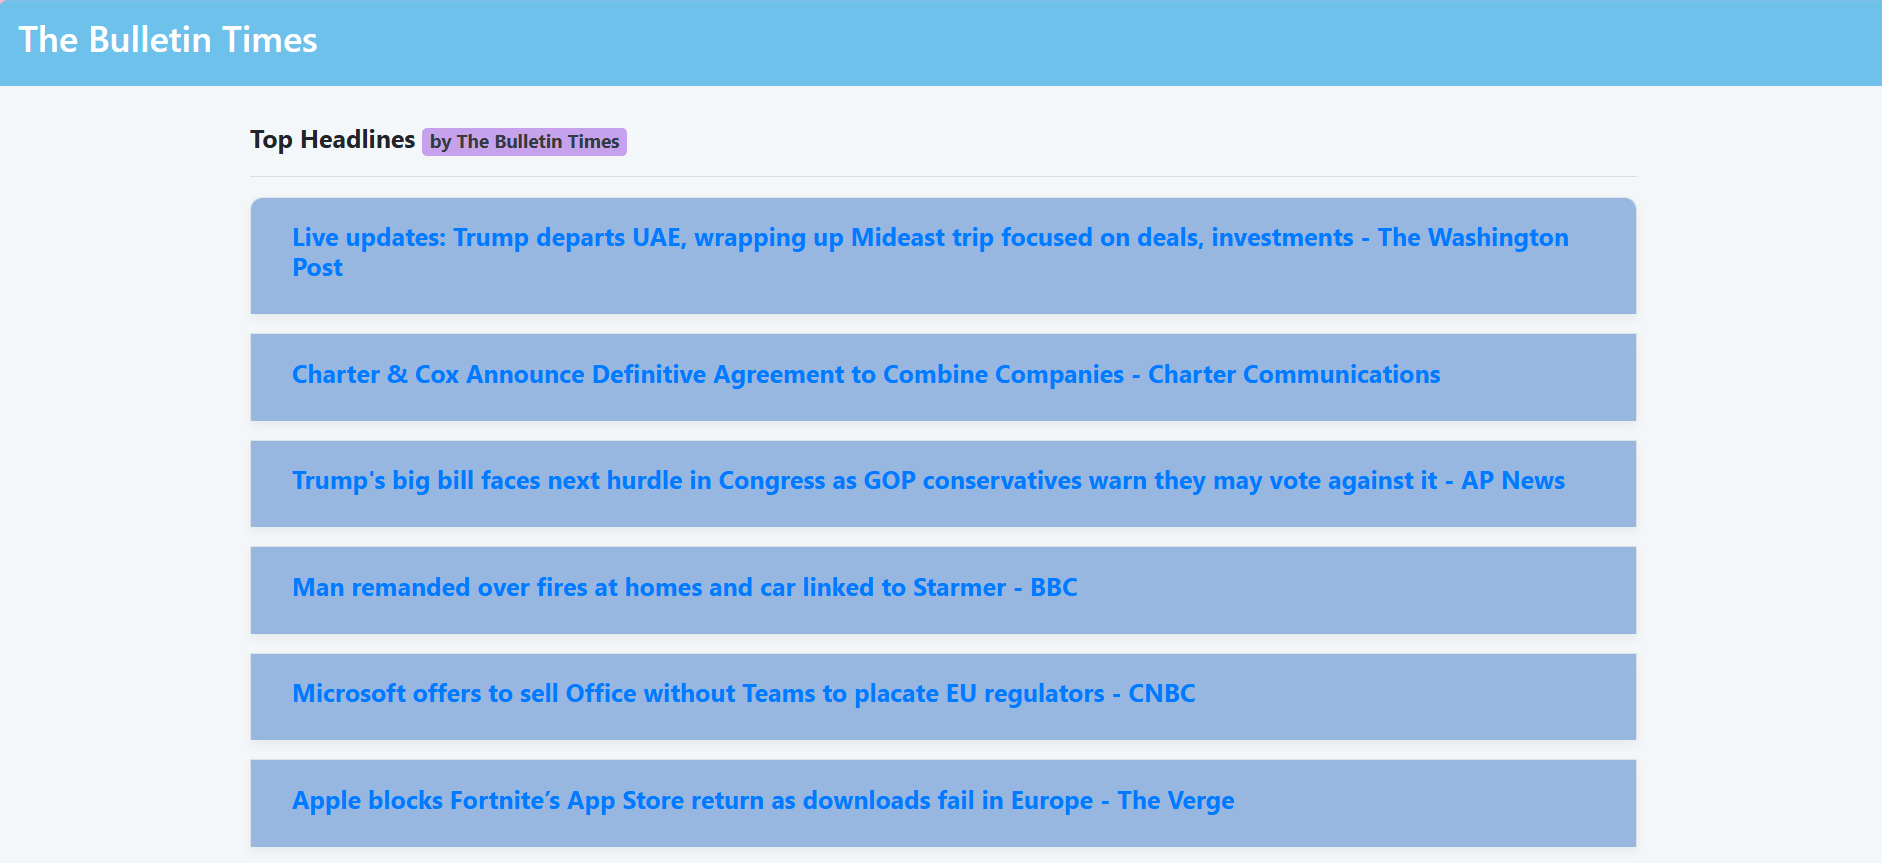 The Bulletin Times
Top Headlines by The Bulletin Times
Live updates: Trump departs UAE, wrapping up Mideast trip focused on deals, investments - The Washington
Post
Charter & Cox Announce Definitive Agreement to Combine Companies - Charter Communications
Trump's big bill faces next hurdle in Congress as GOP conservatives warn they may vote against it - AP News
Man remanded over fires at homes and car linked to Starmer - BBC
Microsoft offers to sell Office without Teams to placate EU regulators - CNBC
Apple blocks Fortnite’s App Store return as downloads fail in Europe - The Verge